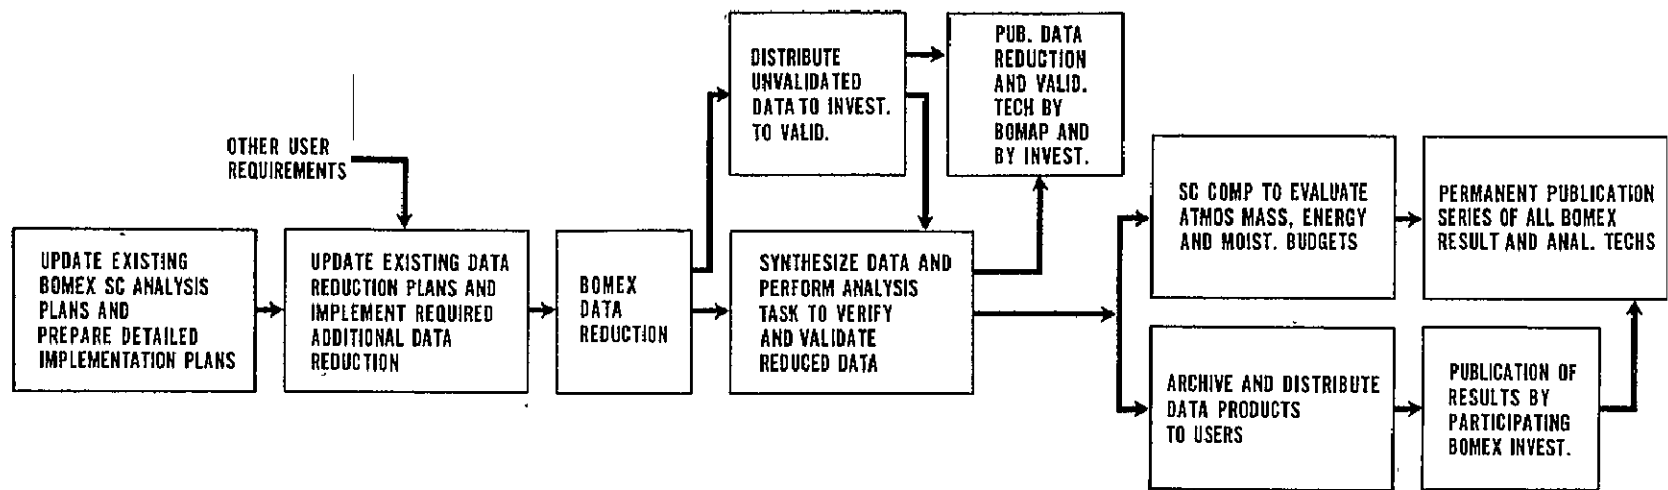 OTHER USER
REQUIREMENTS
UPDATE EXISTING
BOMEX SC ANALYSIS
PLANS AND
PREPARE DETAILED
IMPLEMENTATION PLANS
UPDATE EXISTING DATA
REDUCTION PLANS AND
IMPLEMENT REQUIRED
ADDITIONAL DATA
REDUCTION
BOMEX
DATA
REDUCTION
DISTRIBUTE
UNVALIDATED
DATA TO INVEST.
TO VALID.
PUB. DATA
REDUCTION
AND VALID.
TECH BY
BOMAP AND
BY INVEST.
SYNTHESIZE DATA AND
PERFORM ANALYSIS
TASK TO VERIFY
AND VALIDATE
REDUCED DATA
SC COMP TO EVALUATE
ATMOS MASS, ENERGY
AND MOIST. BUDGETS
PERMANENT PUBLICATION
SERIES OF ALL BOMEX
RESULT AND ANAL. TECHS
ARCHIVE AND DISTRIBUTE
DATA PRODUCTS
TO USERS
PUBLICATION OF
RESULTS BY
PARTICIPATING
BOMEX INVEST.